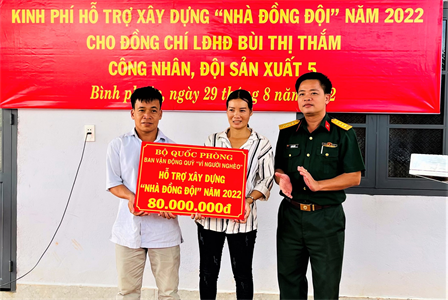 KINH PHÍ HỖ TRỢ XÂY DỰNG "NHÀ ĐỒNG ĐỘI" NĂM 2022
CHO ĐỒNG CHÍ LĐHĐ BÙI THỊ THẮM
CÔNG NHÂN, ĐỘI SẢN XUẤT 5
Bình ngày 29 tháng 8 năm
BỘ QUỐC PHÒNG
BAN VẬN ĐỘNG QUỸ "VÌ NGƯỜI NGHÈO"
HỖ TRỢ XÂY DỰNG
"NHÀ ĐỒNG ĐỘI" NĂM 2022
80.000.000đ